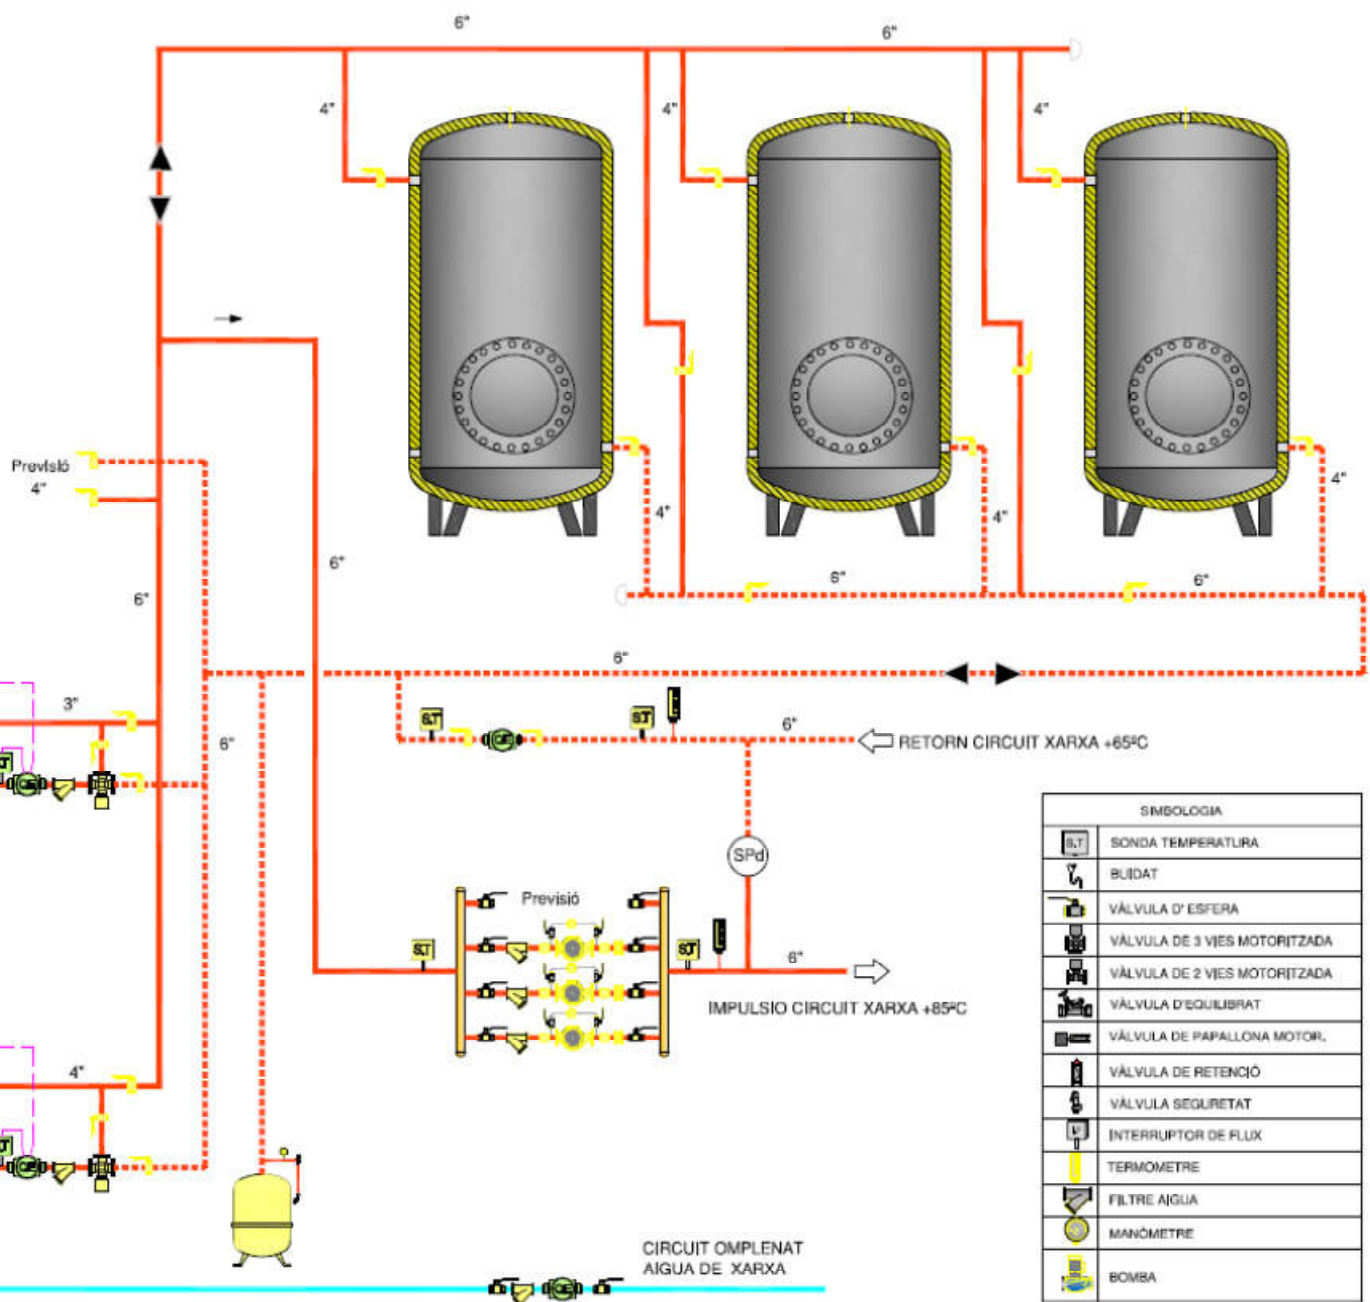 6"
6"
4"
4"
4"
Previsió
4"
4"
4"
4"
6"
6"
6"
6"
6"
3"
6"
S.T
S.T
6"
RETORN CIRCUIT XARXA +65ºC
SPd
Previsió
S.T
S.T
6"
IMPULSIO CIRCUIT XARXA +85ºC
4"
CIRCUIT OMPLENAT
AIGUA DE XARXA
SIMBOLOGIA
S.T SONDA TEMPERATURA
BUIDAT
VÀLVULA D' ESFERA
VÀLVULA DE 3 VIES MOTORITZADA
VÀLVULA DE 2 VIES MOTORITZADA
VÀLVULA D'EQUILIBRAT
VÀLVULA DE PAPALLONA MOTOR.
VÀLVULA DE RETENCIÓ
VÀLVULA SEGURETAT
INTERRUPTOR DE FLUX
TERMOMETRE
FILTRE AIGUA
MANÒMETRE
BOMBA